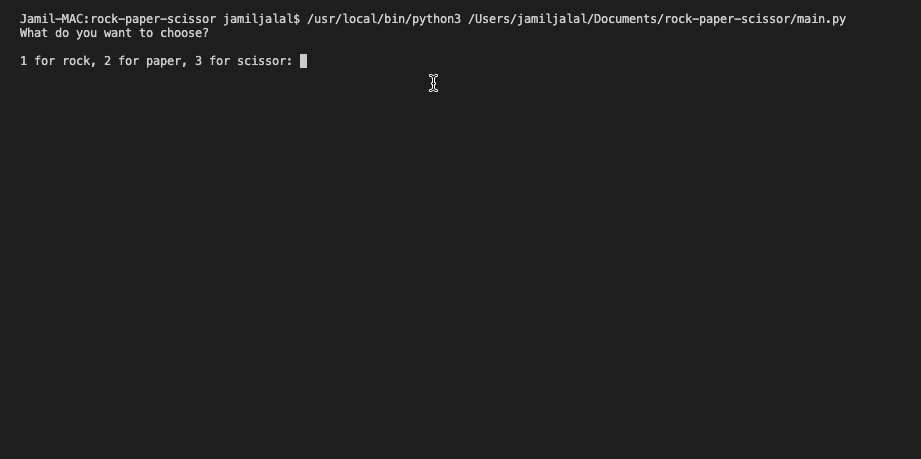 Jamil-MAC:rock-paper-scissor jamiljalal$ /usr/local/bin/python3 /Users/jamiljalal/Documents/rock-paper-scissor/main.py
What do you want to choose?
1 for rock, 2 for paper, 3 for scissor: